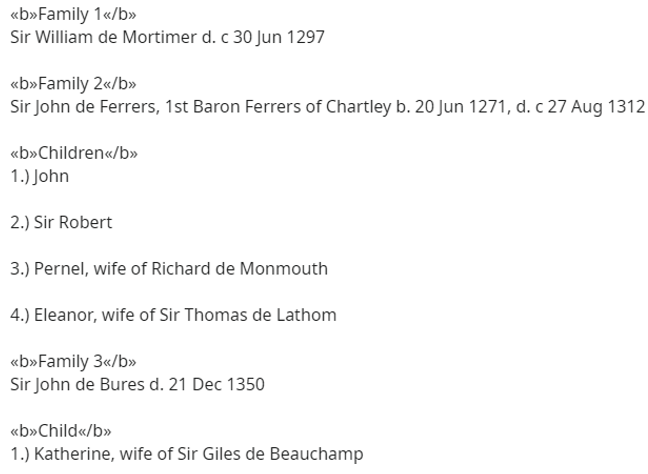 «b»Family 1«/b»
Sir William de Mortimer d. c 30 Jun 1297
«b»Family 2«/b»
Sir John de Ferrers, 1st Baron Ferrers of Chartley b. 20 Jun 1271, d. c 27 Aug 1312
«b»Children«/b»
1.) John
2.) Sir Robert
3.) Pernel, wife of Richard de Monmouth
4.) Eleanor, wife of Sir Thomas de Lathom
«b»Family 3«/b»
Sir John de Bures d. 21 Dec 1350
«b»Child«/b»
1.) Katherine, wife of Sir Giles de Beauchamp